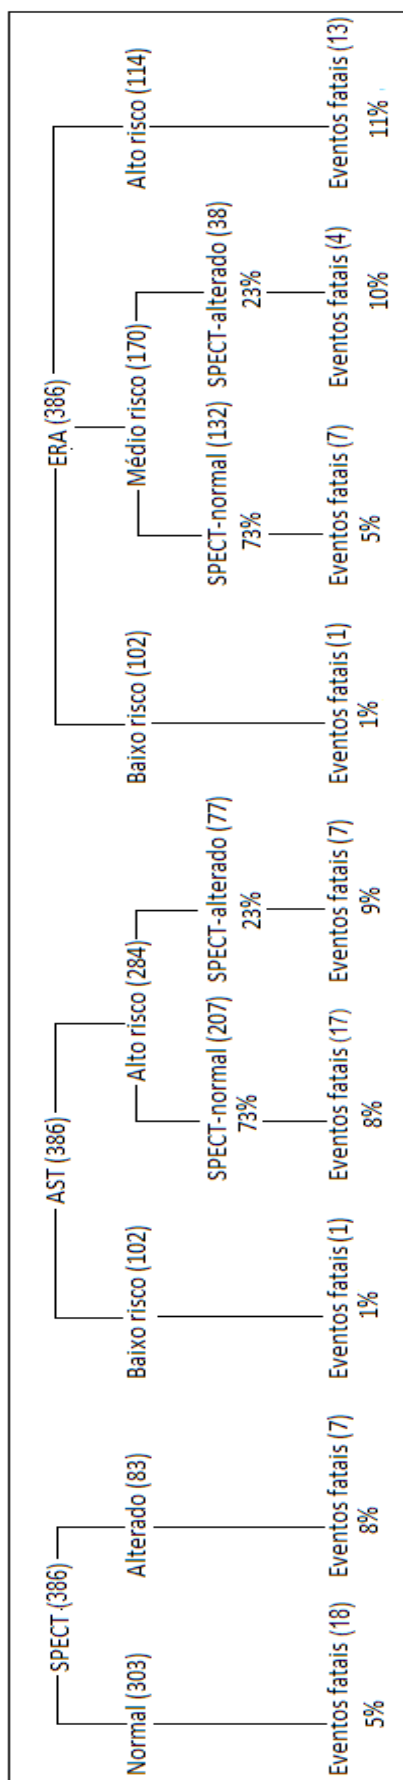 SPECT (386)
Normal (303)
Alterado (83)
Eventos fatais (18)
5%
Eventos fatais (7)
8%
AST (386)
Baixo risco (102)
Alto risco (284)
SPECT-normal (207)
73%
SPECT-alterado (77)
23%
Eventos fatais (1)
1%
Eventos fatais (17)
8%
Eventos fatais (7)
9%
ERA (386)
Baixo risco (102)
Médio risco (170)
Alto risco (114)
SPECT-normal (132)
73%
SPECT-alterado (38)
23%
Eventos fatais (1)
1%
Eventos fatais (7)
5%
Eventos fatais (4)
10%
Eventos fatais (13)
11%